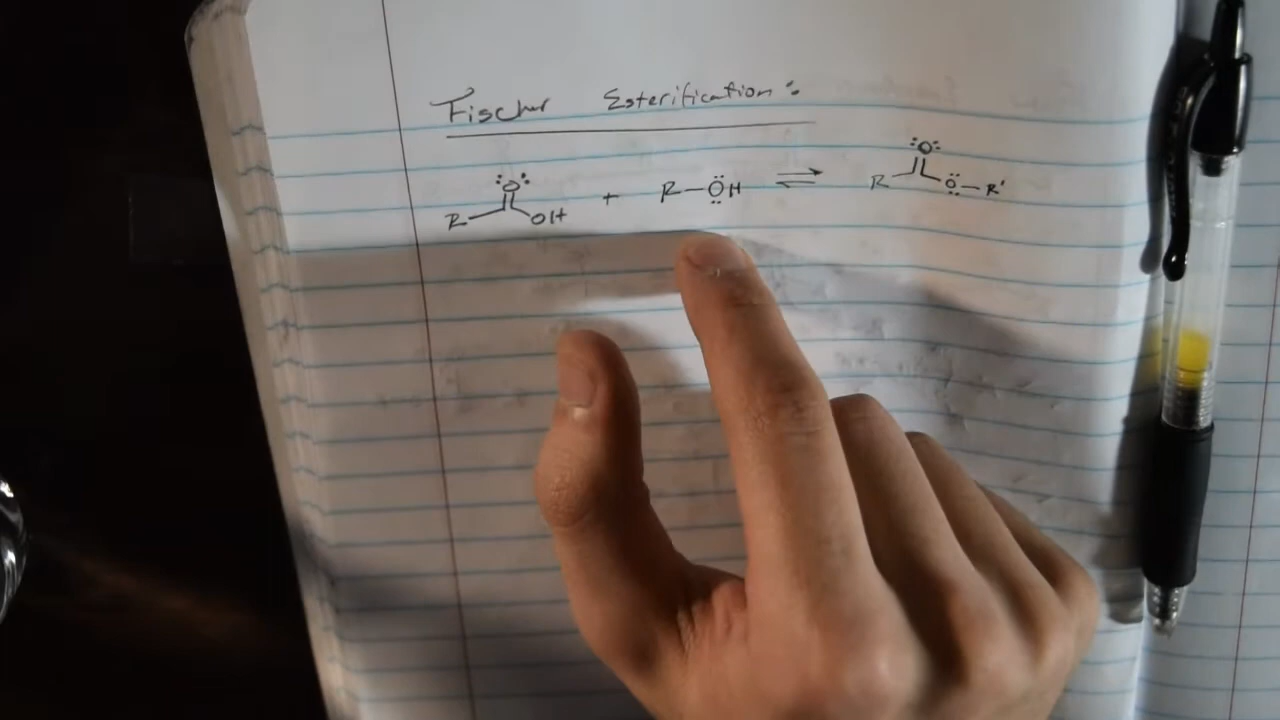 Fischer Esterification:
R O OH + R-ÖH ⇌ R O O-R'